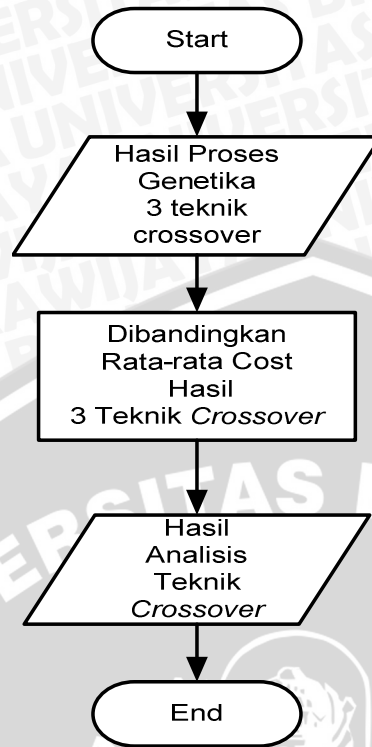 Start
Hasil Proses
Genetika
3 teknik
crossover
Dibandingkan
Rata-rata Cost
Hasil
3 Teknik Crossover
Hasil
Analisis
Teknik
Crossover
End